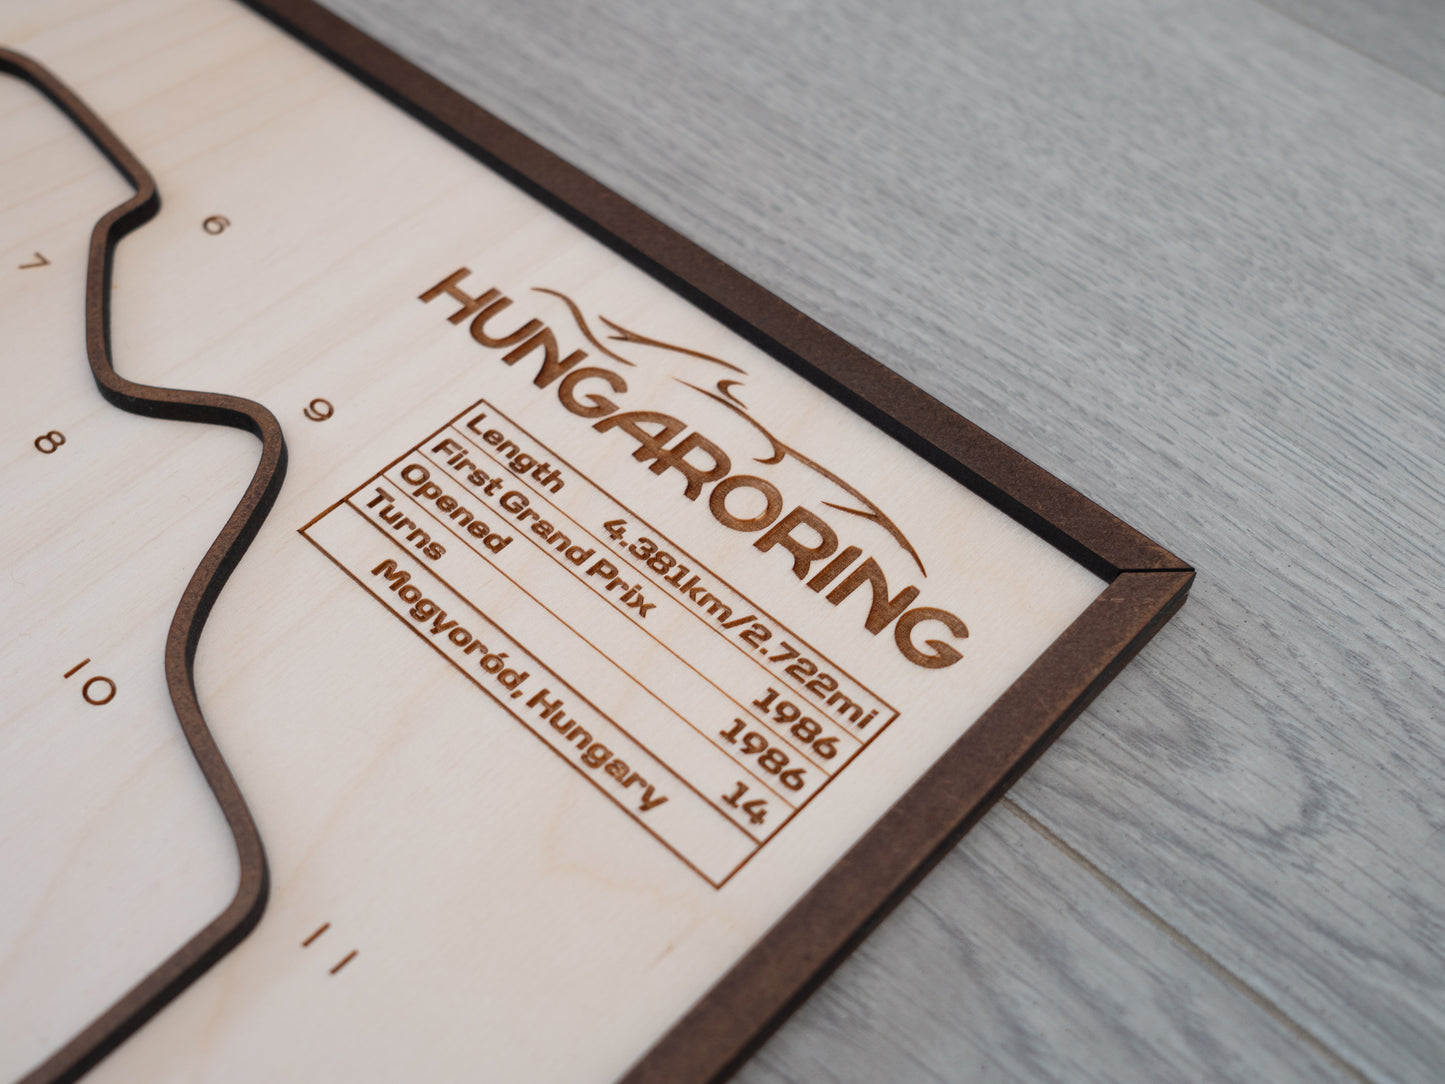 6
7
HUNGARORING
9
8
Length 4.381km/2.722mi
First Grand Prix 1986
Opened 1986
Turns 14
Mogyoród, Hungary
10
11